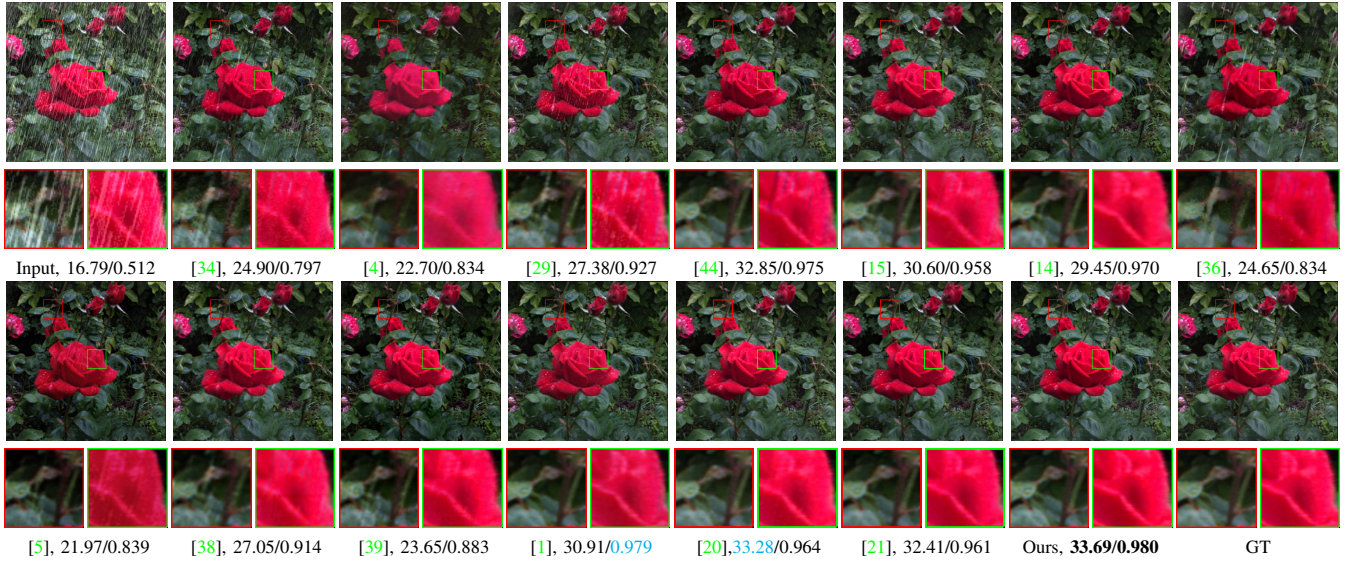 Input, 16.79/0.512 [34], 24.90/0.797 [4], 22.70/0.834 [29], 27.38/0.927 [44], 32.85/0.975 [15], 30.60/0.958 [14], 29.45/0.970 [36], 24.65/0.834
[5], 21.97/0.839 [38], 27.05/0.914 [39], 23.65/0.883 [1], 30.91/0.979 [20],33.28/0.964 [21], 32.41/0.961 Ours, 33.69/0.980 GT